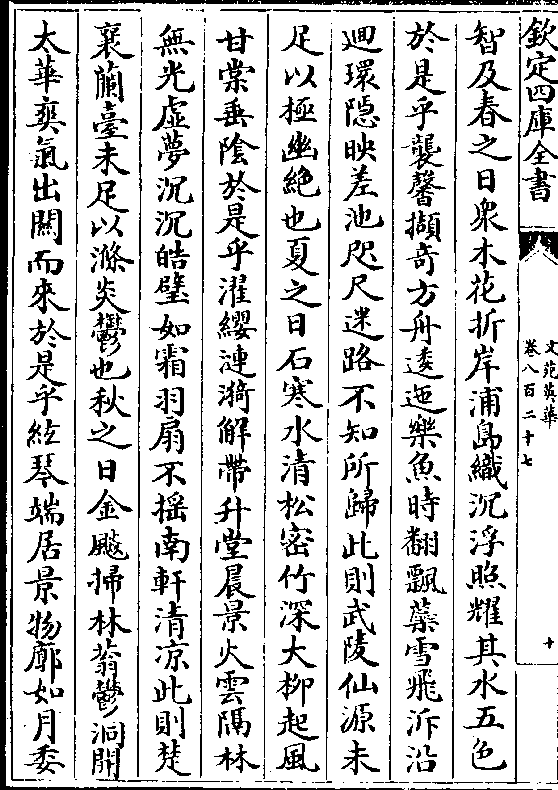 欽定四庫全書
文苑英華
卷八百二十七
十
智及春之日衆木花折岸浦島織沉浮照耀其水五色
於是乎襲馨擷奇方舟逶迤樂魚時翻飄蘂雪飛泝沿
迴環隠映差池咫尺迷路不知所歸此則武陵仙源未
足以極幽絶也夏之日石寒水清松密竹深大柳起風
甘棠垂陰於是乎濯纓漣漪解帶升堂晨景火雲隔林
無光虚夢沉沉皓璧如霜羽扇不揺南軒清凉此則楚
襄蘭臺未足以滌炎鬱也秋之日金飈掃林蓊鬱洞開
太華爽氣出闗而來於是乎絃琴端居景物廓如月委